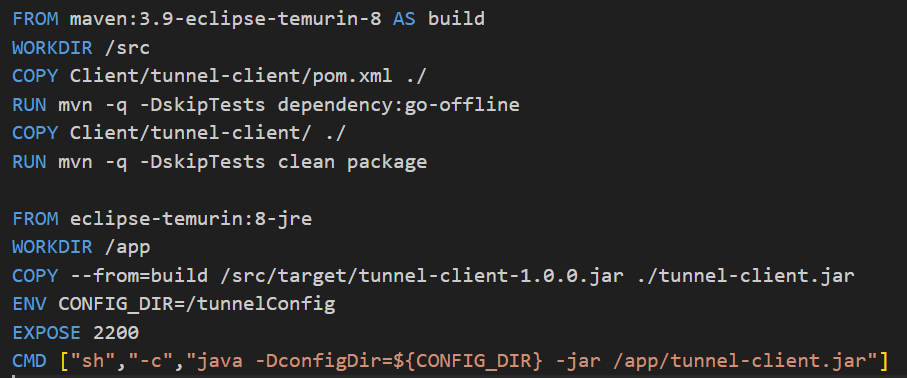 FROM maven:3.9-eclipse-temurin-8 AS build
WORKDIR /src
COPY Client/tunnel-client/pom.xml ./
RUN mvn -q -DskipTests dependency:go-offline
COPY Client/tunnel-client/ ./
RUN mvn -q -DskipTests clean package

FROM eclipse-temurin:8-jre
WORKDIR /app
COPY --from=build /src/target/tunnel-client-1.0.0.jar ./tunnel-client.jar
ENV CONFIG_DIR=/tunnelConfig
EXPOSE 2200
CMD ["sh","-c","java -DconfigDir=${CONFIG_DIR} -jar /app/tunnel-client.jar"]